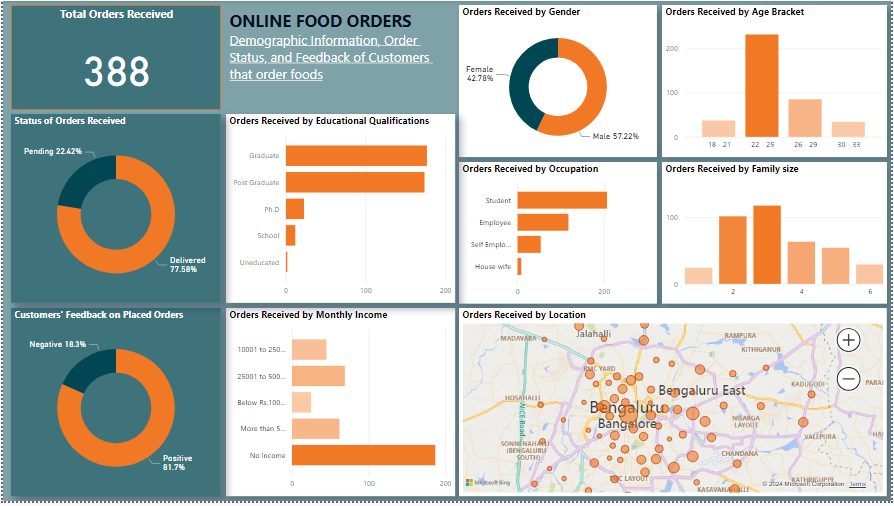 Total Orders Received
388
ONLINE FOOD ORDERS
Demographic Information, Order
Status, and Feedback of Customers
that order foods
Orders Received by Gender
Female
42.78%
Male 57.22%
Orders Received by Age Bracket
200
100
0
18 - 21
22 - 25
26 - 29
30 - 33
Status of Orders Received
Pending 22.42%
Delivered
77.58%
Orders Received by Educational Qualifications
Graduate
Post Graduate
Ph.D
School
Uneducated
0
100
200
Orders Received by Occupation
Student
Employee
Self Emplo...
House wife
0
200
Orders Received by Family size
100
0
2
4
6
Customers' Feedback on Placed Orders
Negative 18.3%
Positive
81.7%
Orders Received by Monthly Income
10001 to 250...
25001 to 500...
Below Rs.100...
More than 5...
No Income
0
100
200
Orders Received by Location
MADAVARA
Jalahalli
RAMPURA
KITHIGANUR
RMC YARD
Bengaluru East
KADUGODI
HOSAHALLI
Bengaluru
Bangalore
NICE Road
NISARGA
LAYOUT
VALEPURA
SONNENAHALLI
(BENGALURU
SOUTH)
CHANDANA
LAYOUT
KASAVANAHALLI
KATHRIGUPPE
Microsoft Bing
© 2024 Microsoft Corporation
Terms